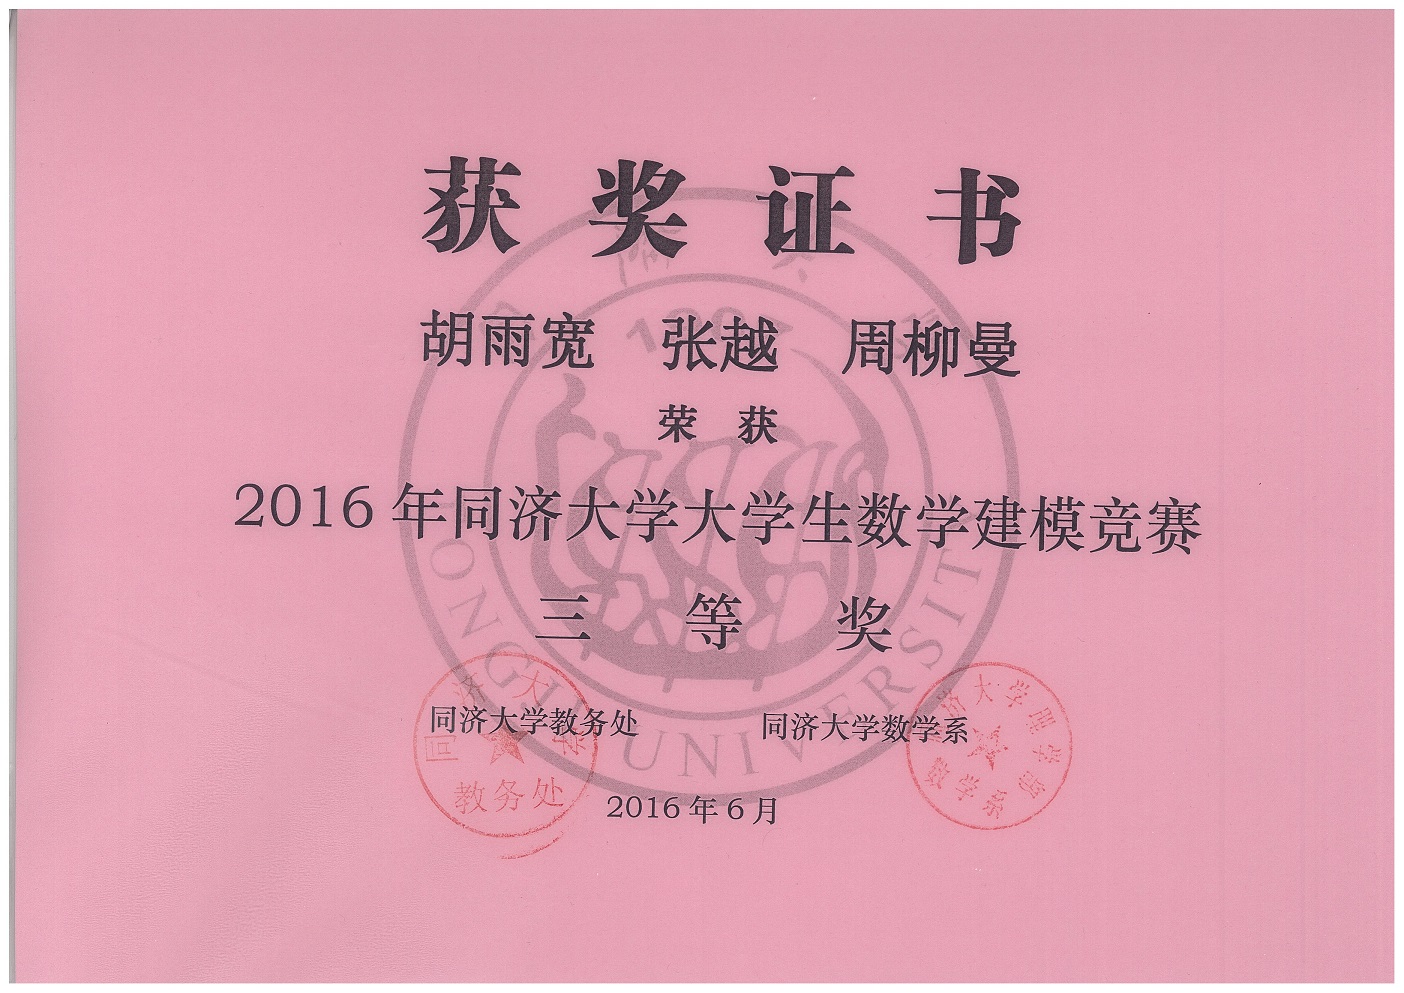 获奖证书
胡雨宽 张越 周柳曼
荣获
2016年同济大学大学生数学建模竞赛
三等奖
同济大学教务处 同济大学数学系
2016年6月
1907
TONGJI UNIVERSITY
同济大学
教务处
同济大学理学部
数学系